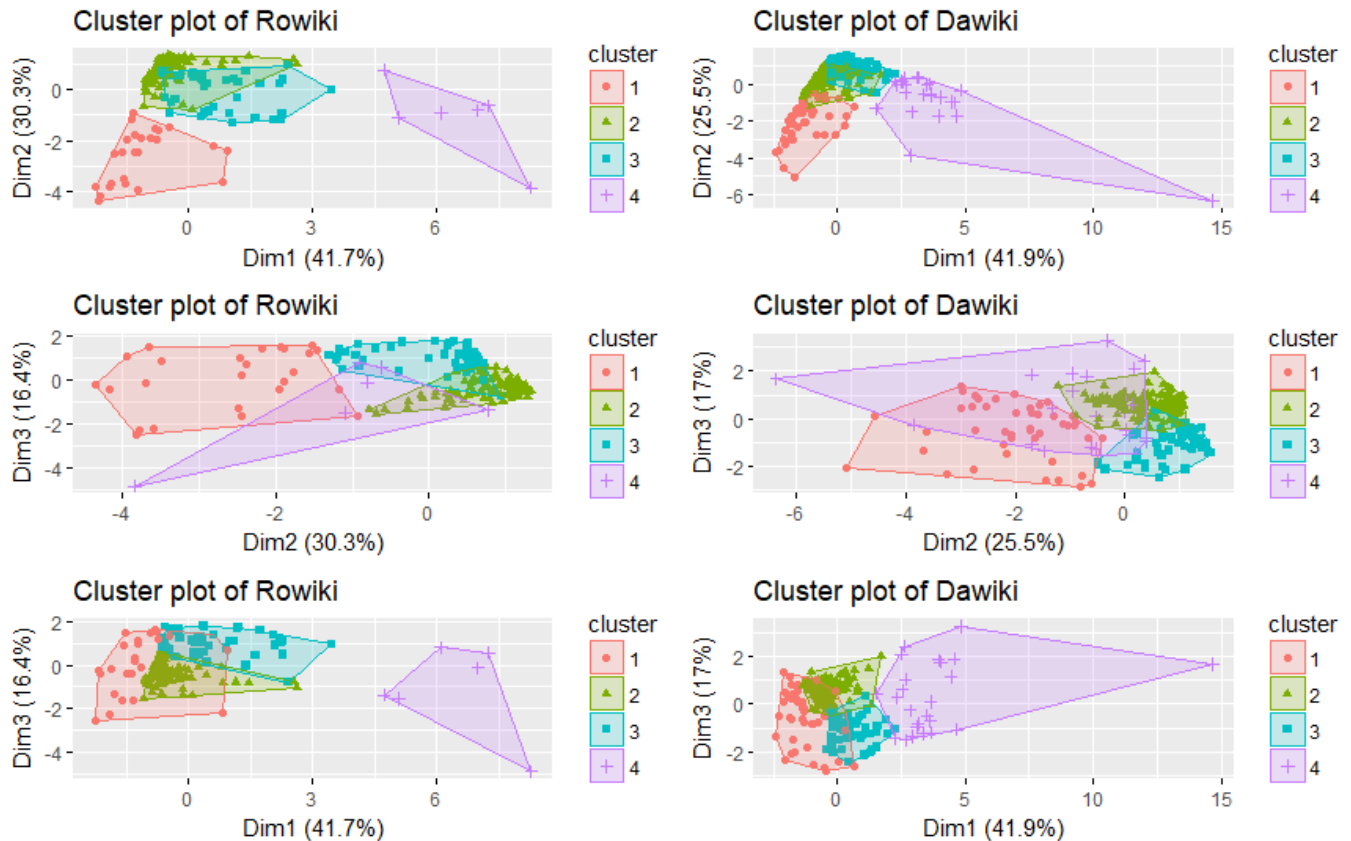 Cluster plot of Rowiki
Dim2 (30.3%)
0
-2
-4
0 3 6
Dim1 (41.7%)
cluster
1
2
3
4
Cluster plot of Dawiki
Dim2 (25.5%)
2
0
-2
-4
-6
0 5 10 15
Dim1 (41.9%)
cluster
1
2
3
4
Cluster plot of Rowiki
Dim3 (16.4%)
2
0
-2
-4
-4 -2 0
Dim2 (30.3%)
cluster
1
2
3
4
Cluster plot of Dawiki
Dim3 (17%)
2
0
-2
-6 -4 -2 0
Dim2 (25.5%)
cluster
1
2
3
4
Cluster plot of Rowiki
Dim3 (16.4%)
2
0
-2
-4
0 3 6
Dim1 (41.7%)
cluster
1
2
3
4
Cluster plot of Dawiki
Dim3 (17%)
2
0
-2
0 5 10 15
Dim1 (41.9%)
cluster
1
2
3
4